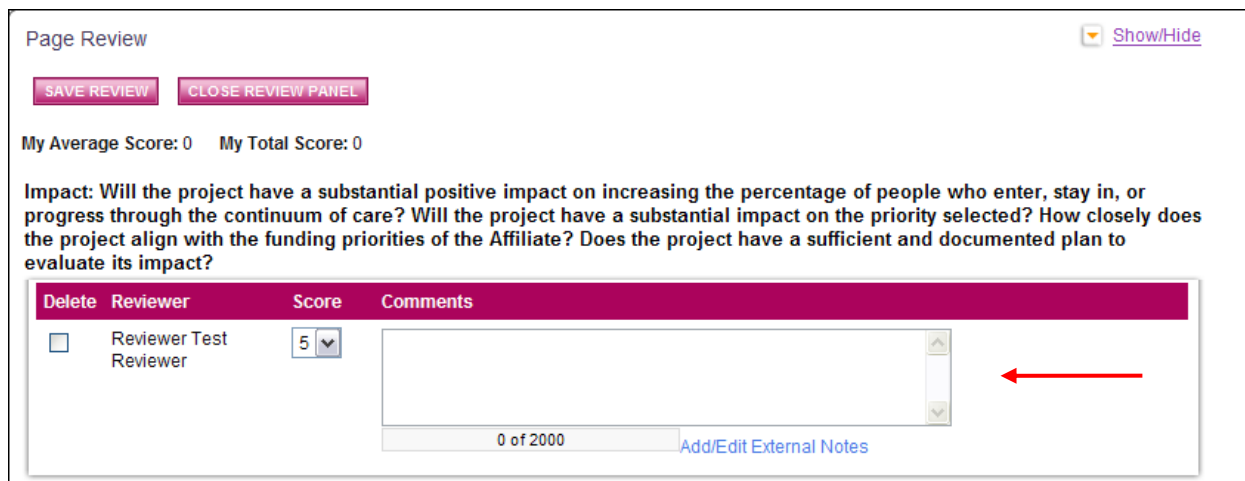 Page Review
Show/Hide
SAVE REVIEW CLOSE REVIEW PANEL
My Average Score: 0 My Total Score: 0
Impact: Will the project have a substantial positive impact on increasing the percentage of people who enter, stay in, or
progress through the continuum of care? Will the project have a substantial impact on the priority selected? How closely does
the project align with the funding priorities of the Affiliate? Does the project have a sufficient and documented plan to
evaluate its impact?
Delete Reviewer Score Comments
Reviewer Test 5
Reviewer
0 of 2000 Add/Edit External Notes